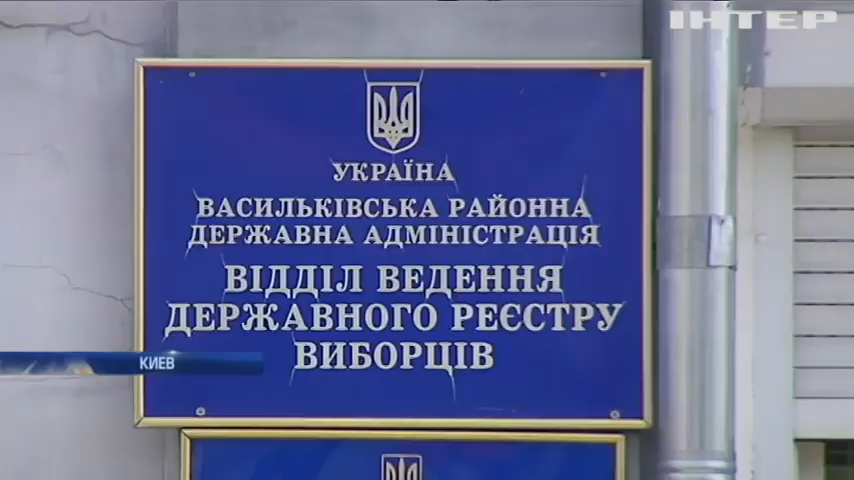 ІНТЕР
УКРАЇНА
ВАСИЛЬКІВСЬКА РАЙОННА
ДЕРЖАВНА АДМІНІСТРАЦІЯ
ВІДДІЛ ВЕДЕННЯ
ДЕРЖАВНОГО РЕЄСТРУ
ВИБОРЦІВ
КИЕВ